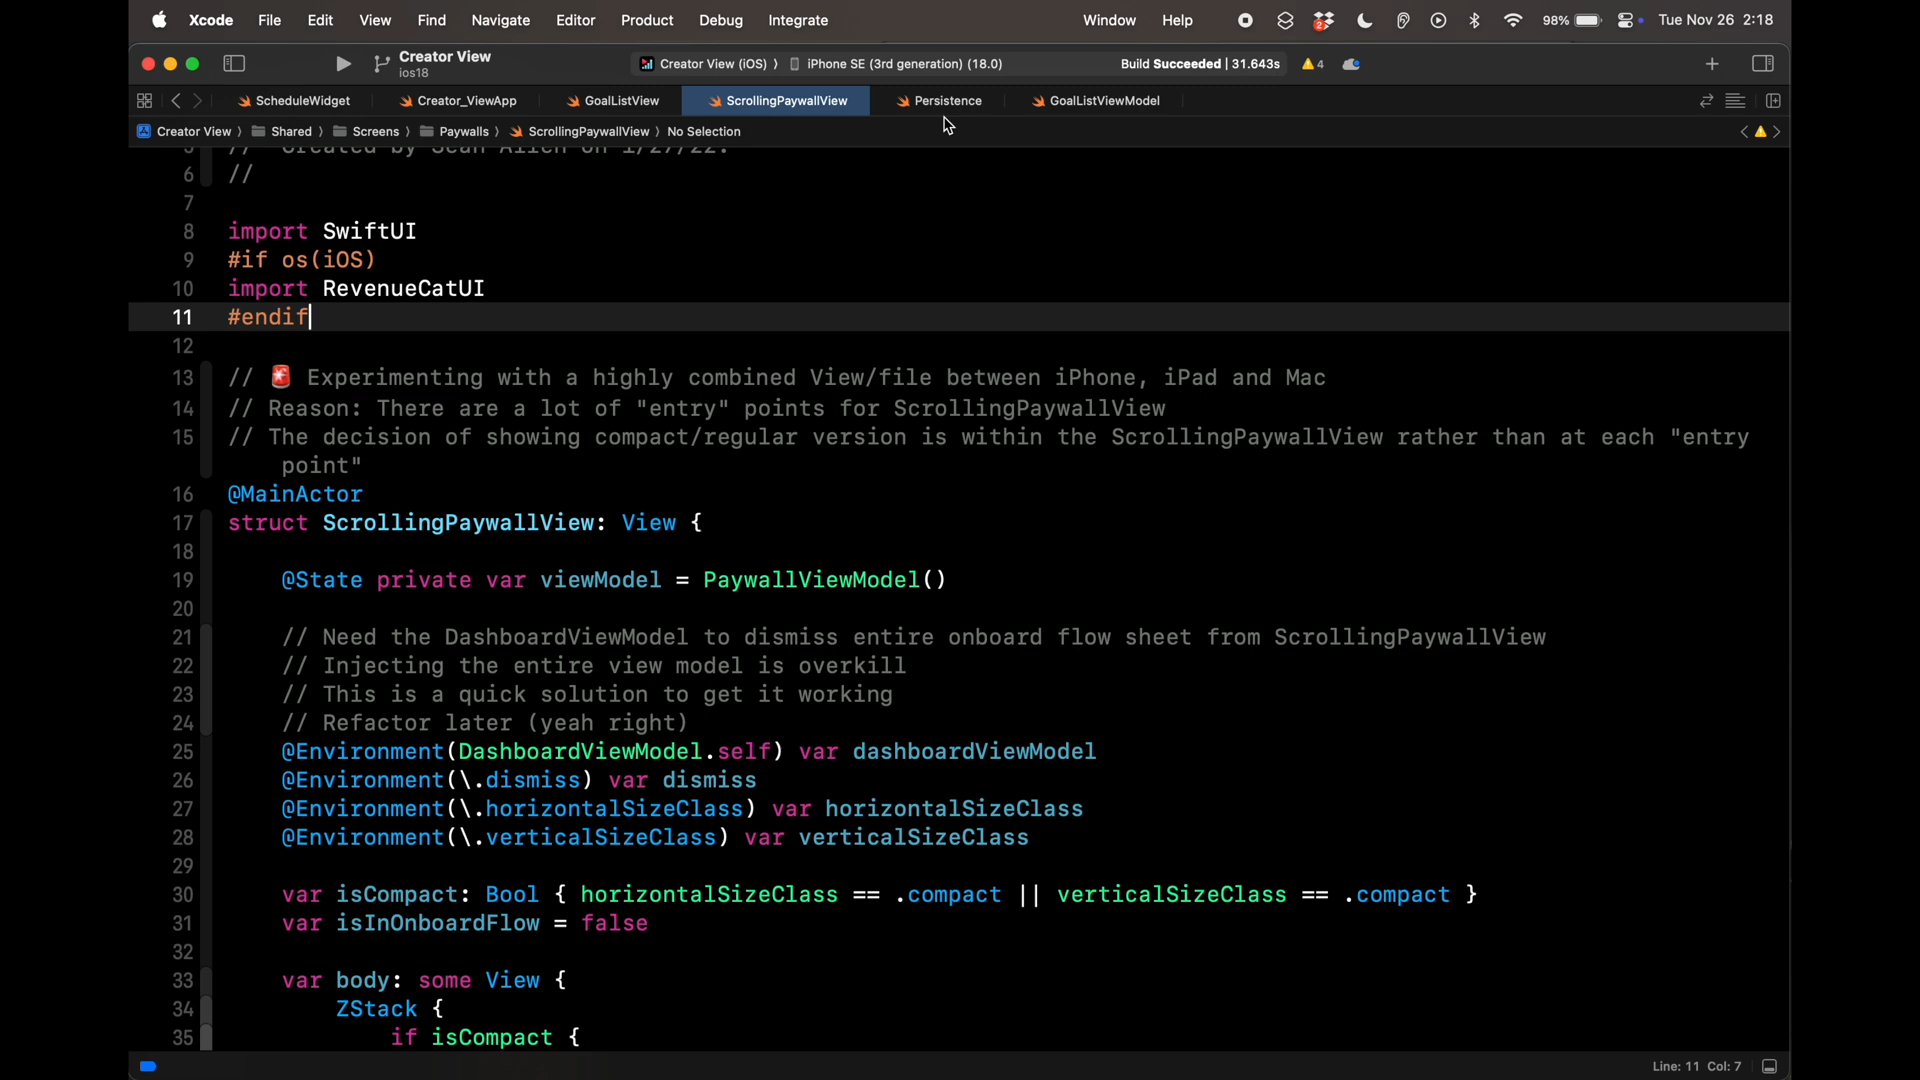 Xcode File Edit View Find Navigate Editor Product Debug Integrate Window Help 2 98% Tue Nov 26 2:18
Creator View
ios18
Creator View (iOS) 〉 iPhone SE (3rd generation) (18.0) Build Succeeded | 31.643s 4
ScheduleWidget Creator_ViewApp GoalListView ScrollingPaywallView Persistence GoalListViewModel
Creator View 〉 Shared 〉 Screens 〉 Paywalls 〉 ScrollingPaywallView 〉 No Selection
5 // Created by Sean Allen on 1/27/22.
6 //
7
8 import SwiftUI
9 #if os(iOS)
10 import RevenueCatUI
11 #endif
12
13 // 🚨 Experimenting with a highly combined View/file between iPhone, iPad and Mac
14 // Reason: There are a lot of "entry" points for ScrollingPaywallView
15 // The decision of showing compact/regular version is within the ScrollingPaywallView rather than at each "entry
point"
16 @MainActor
17 struct ScrollingPaywallView: View {
18
19 @State private var viewModel = PaywallViewModel()
20
21 // Need the DashboardViewModel to dismiss entire onboard flow sheet from ScrollingPaywallView
22 // Injecting the entire view model is overkill
23 // This is a quick solution to get it working
24 // Refactor later (yeah right)
25 @Environment(DashboardViewModel.self) var dashboardViewModel
26 @Environment(\.dismiss) var dismiss
27 @Environment(\.horizontalSizeClass) var horizontalSizeClass
28 @Environment(\.verticalSizeClass) var verticalSizeClass
29
30 var isCompact: Bool { horizontalSizeClass == .compact || verticalSizeClass == .compact }
31 var isInOnboardFlow = false
32
33 var body: some View {
34 ZStack {
35 if isCompact {
Line: 11 Col: 7